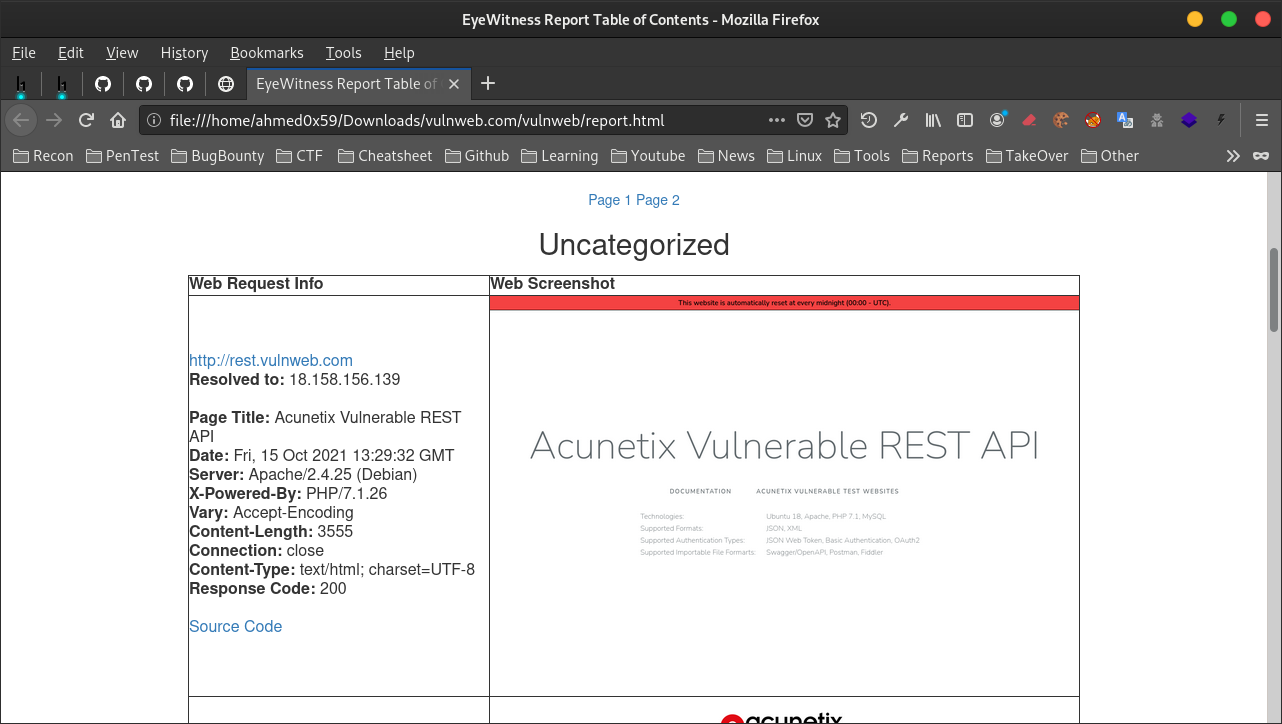 EyeWitness Report Table of Contents - Mozilla Firefox
File Edit View History Bookmarks Tools Help
EyeWitness Report Table of
file:///home/ahmed0x59/Downloads/vulnweb.com/vulnweb/report.html
Recon PenTest BugBounty CTF Cheatsheet Github Learning Youtube News Linux Tools Reports TakeOver Other
Page 1 Page 2
Uncategorized
Web Request Info
Web Screenshot
http://rest.vulnweb.com
Resolved to: 18.158.156.139
Page Title: Acunetix Vulnerable REST
API
Date: Fri, 15 Oct 2021 13:29:32 GMT
Server: Apache/2.4.25 (Debian)
X-Powered-By: PHP/7.1.26
Vary: Accept-Encoding
Content-Length: 3555
Connection: close
Content-Type: text/html; charset=UTF-8
Response Code: 200
Source Code
This website is automatically reset at every midnight (00:00 - UTC).
Acunetix Vulnerable REST API
DOCUMENTATION ACUNETIX VULNERABLE TEST WEBSITES
Technologies: Ubuntu 18, Apache, PHP 7.1, MySQL
Supported Formats: JSON, XML
Supported Authentication Types: JSON Web Token, Basic Authentication, OAuth2
Supported Importable File Formarts: Swagger/OpenAPI, Postman, Fiddler
acunetix